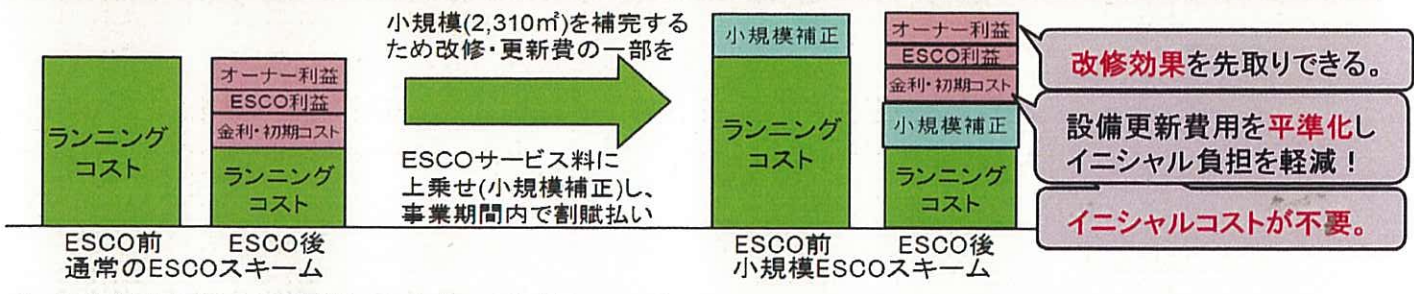 ランニング
コスト
オーナー利益
ESCO利益
金利・初期コスト
ランニング
コスト
ESCO前
ESCO後
通常のESCOスキーム
小規模(2,310㎡)を補完する
ため改修・更新費の一部を
ESCOサービス料に
上乗せ(小規模補正)し、
事業期間内で割賦払い
小規模補正
ランニング
コスト
オーナー利益
ESCO利益
金利・初期コスト
小規模補正
ランニング
コスト
ESCO前
ESCO後
小規模ESCOスキーム
改修効果を先取りできる。
設備更新費用を平準化し
イニシャル負担を軽減！
イニシャルコストが不要。